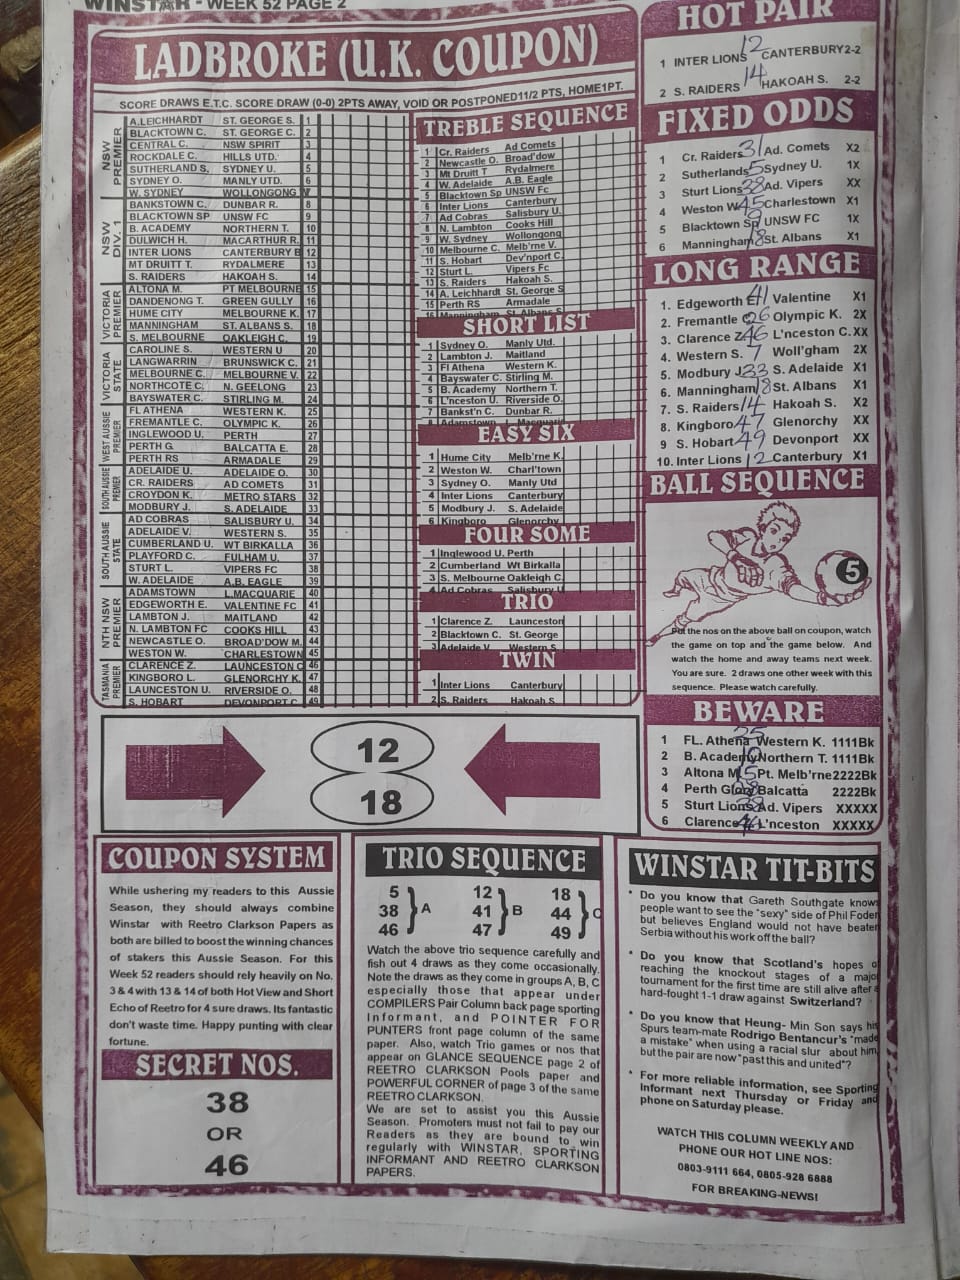 WINSTAR - WEEK 52 PAGE 2
LADBROKE (U.K. COUPON)
SCORE DRAWS E.T.C. SCORE DRAW (0-0) 2PTS AWAY, VOID OR POSTPONED11/2 PTS, HOME1PT.
NSW PREMIER
A.LEICHHARDT ST. GEORGE S. 1
BLACKTOWN C. ST. GEORGE C. 2
CENTRAL C. NSW SPIRIT 3
ROCKDALE C. HILLS UTD. 4
SUTHERLAND S. SYDNEY U. 5
SYDNEY O. MANLY UTD. 6
W. SYDNEY WOLLONGONG W 7
NSW DIV. 1
BANKSTOWN C. DUNBAR R. 8
BLACKTOWN SP UNSW FC 9
B. ACADEMY NORTHERN T. 10
DULWICH H. MACARTHUR R. 11
INTER LIONS CANTERBURY B 12
MT DRUITT T. RYDALMERE 13
S. RAIDERS HAKOAH S. 14
VICTORIA PREMIER
ALTONA M. PT MELBOURNE 15
DANDENONG T. GREEN GULLY 16
HUME CITY MELBOURNE K. 17
MANNINGHAM ST. ALBANS S. 18
S. MELBOURNE OAKLEIGH C. 19
VICTORIA STATE
CAROLINE S. WESTERN U 20
LANGWARRIN BRUNSWICK C. 21
MELBOURNE C. MELBOURNE V. 22
NORTHCOTE C. N. GEELONG 23
BAYSWATER C. STIRLING M. 24
WEST AUSSIE PREMIER
FL ATHENA WESTERN K. 25
FREMANTLE C. OLYMPIC K. 26
INGLEWOOD U. PERTH 27
PERTH G. BALCATTA E. 28
PERTH RS ARMADALE 29
SOUTH AUSSIE PREMIER
ADELAIDE U. ADELAIDE O. 30
CR. RAIDERS AD COMETS 31
CROYDON K. METRO STARS 32
MODBURY J. S. ADELAIDE 33
SOUTH AUSSIE STATE
AD COBRAS SALISBURY U. 34
ADELAIDE V. WESTERN S. 35
CUMBERLAND U. WT BIRKALLA 36
PLAYFORD C. FULHAM U. 37
STURT L. VIPERS FC 38
W. ADELAIDE A.B. EAGLE 39
NTH NSW PREMIER
ADAMSTOWN L.MACQUARIE 40
EDGEWORTH E. VALENTINE FC 41
LAMBTON J. MAITLAND 42
N. LAMBTON FC COOKS HILL 43
NEWCASTLE O. BROAD'DOW M. 44
WESTON W. CHARLESTOWN 45
TASMANIA PREMIER
CLARENCE Z. LAUNCESTON C 46
KINGBORO L. GLENORCHY K. 47
LAUNCESTON U. RIVERSIDE O. 48
S. HOBART DEVONPORT C 49
TREBLE SEQUENCE
1 Cr. Raiders Ad Comets
2 Newcastle O. Broad'dow
3 Mt Druitt T Rydalmere
4 W. Adelaide A.B. Eagle
5 Blacktown Sp UNSW Fc
6 Inter Lions Canterbury
7 Ad Cobras Salisbury U.
8 N. Lambton Cooks Hill
9 W. Sydney Wollongong
10 Melbourne C. Melb'rne V.
11 S. Hobart Dev'nport C.
12 Sturt L. Vipers Fc
13 S. Raiders Hakoah S.
14 A. Leichhardt St. George S
15 Perth RS Armadale
16 Manningham St. Albans S
SHORT LIST
1 Sydney O. Manly Utd.
2 Lambton J. Maitland
3 Fl Athena Western K.
4 Bayswater C. Stirling M.
5 B. Academy Northern T.
6 L'nceston U. Riverside O.
7 Bankst'n C. Dunbar R.
8 Adamstown L. Macquarie
EASY SIX
1 Hume City Melb'rne K.
2 Weston W. Charl'town
3 Sydney O. Manly Utd
4 Inter Lions Canterbury
5 Modbury J. S. Adelaide
6 Kingboro Glenorchy
FOUR SOME
1 Inglewood U. Perth
2 Cumberland Wt Birkalla
3 S. Melbourne Oakleigh C.
4 Ad Cobras Salisbury U
TRIO
1 Clarence Z. Launceston
2 Blacktown C. St. George
3 Adelaide V. Western S.
TWIN
1 Inter Lions Canterbury
2 S. Raiders Hakoah S
HOT PAIR
1 INTER LIONS 12 CANTERBURY 2-2
2 S. RAIDERS 14 HAKOAH S. 2-2
FIXED ODDS
1 Cr. Raiders 31 Ad. Comets X2
2 Sutherlands 5 Sydney U. 1X
3 Sturt Lions 38 Ad. Vipers XX
4 Weston W 45 Charlestown X1
5 Blacktown Sp 9 UNSW FC 1X
6 Manningham 18 St. Albans X1
LONG RANGE
1. Edgeworth E 41 Valentine X1
2. Fremantle C 26 Olympic K. 2X
3. Clarence Z 46 L'nceston C. XX
4. Western S. 7 Woll'gham 2X
5. Modbury J 33 S. Adelaide X1
6. Manningham 18 St. Albans X1
7. S. Raiders 14 Hakoah S. X2
8. Kingboro 47 Glenorchy XX
9 S. Hobart 49 Devonport XX
10. Inter Lions 12 Canterbury X1
BALL SEQUENCE
5
Put the nos on the above ball on coupon, watch
the game on top and the game below. And
watch the home and away teams next week.
You are sure. 2 draws one other week with this
sequence. Please watch carefully.
BEWARE
1 FL. Athena 25 Western K. 1111Bk
2 B. Academy 10 Northern T. 1111Bk
3 Altona M 15 Pt. Melb'rne 2222Bk
4 Perth Glory 28 Balcatta 2222Bk
5 Sturt Lions 38 Ad. Vipers XXXXX
6 Clarence 46 L'nceston XXXXX
12
18
COUPON SYSTEM
While ushering my readers to this Aussie
Season, they should always combine
Winstar with Reetro Clarkson Papers as
both are billed to boost the winning chances
of stakers this Aussie Season. For this
Week 52 readers should rely heavily on No.
3 & 4 with 13 & 14 of both Hot View and Short
Echo of Reetro for 4 sure draws. Its fantastic
don't waste time. Happy punting with clear
fortune.
SECRET NOS.
38
OR
46
TRIO SEQUENCE
5 12 18
38 A 41 B 44 C
46 47 49
Watch the above trio sequence carefully and
fish out 4 draws as they come occasionally.
Note the draws as they come in groups A, B, C
especially those that appear under
COMPILERS Pair Column back page sporting
Informant, and POINTER FOR
PUNTERS front page column of the same
paper. Also, watch Trio games or nos that
appear on GLANCE SEQUENCE page 2 of
REETRO CLARKSON Pools paper and
POWERFUL CORNER of page 3 of the same
REETRO CLARKSON.
We are set to assist you this Aussie
Season. Promoters must not fail to pay our
Readers as they are bound to win
regularly with WINSTAR, SPORTING
INFORMANT AND REETRO CLARKSON
PAPERS.
WINSTAR TIT-BITS
* Do you know that Gareth Southgate knows
people want to see the "sexy" side of Phil Foden
but believes England would not have beaten
Serbia without his work off the ball?
* Do you know that Scotland's hopes of
reaching the knockout stages of a major
tournament for the first time are still alive after a
hard-fought 1-1 draw against Switzerland?
* Do you know that Heung- Min Son says his
Spurs team-mate Rodrigo Bentancur's "made
a mistake" when using a racial slur about him,
but the pair are now "past this and united"?
* For more reliable information, see Sporting
Informant next Thursday or Friday and
phone on Saturday please.
WATCH THIS COLUMN WEEKLY AND
PHONE OUR HOT LINE NOS:
0803-9111 664, 0805-928 6888
FOR BREAKING-NEWS!